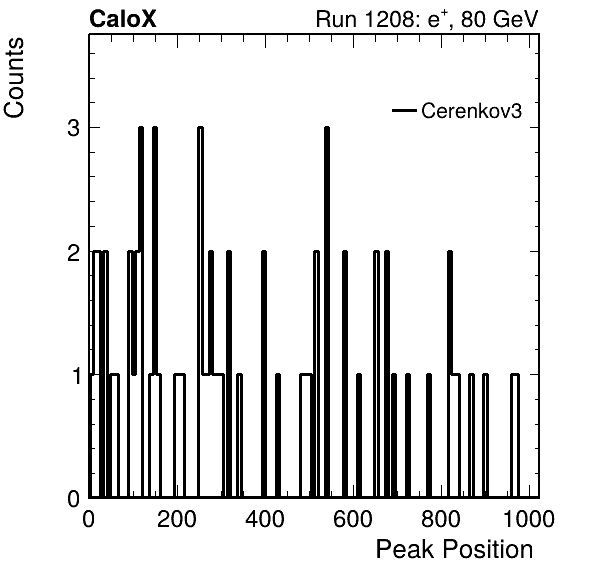 CaloX Run 1208: e+, 80 GeV
Counts
Cerenkov3
3
2
1
0
0 200 400 600 800 1000
Peak Position